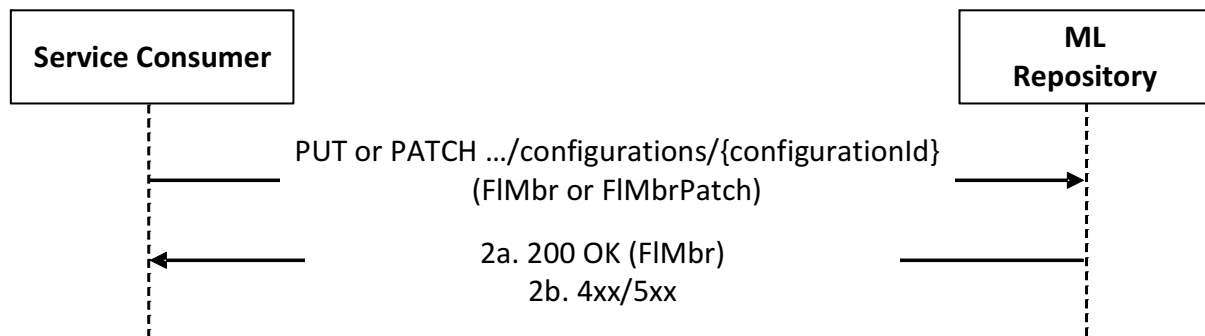 Service Consumer
ML
Repository
PUT or PATCH .../configurations/{configurationId}
(FlMbr or FlMbrPatch)
2a. 200 OK (FlMbr)
2b. 4xx/5xx